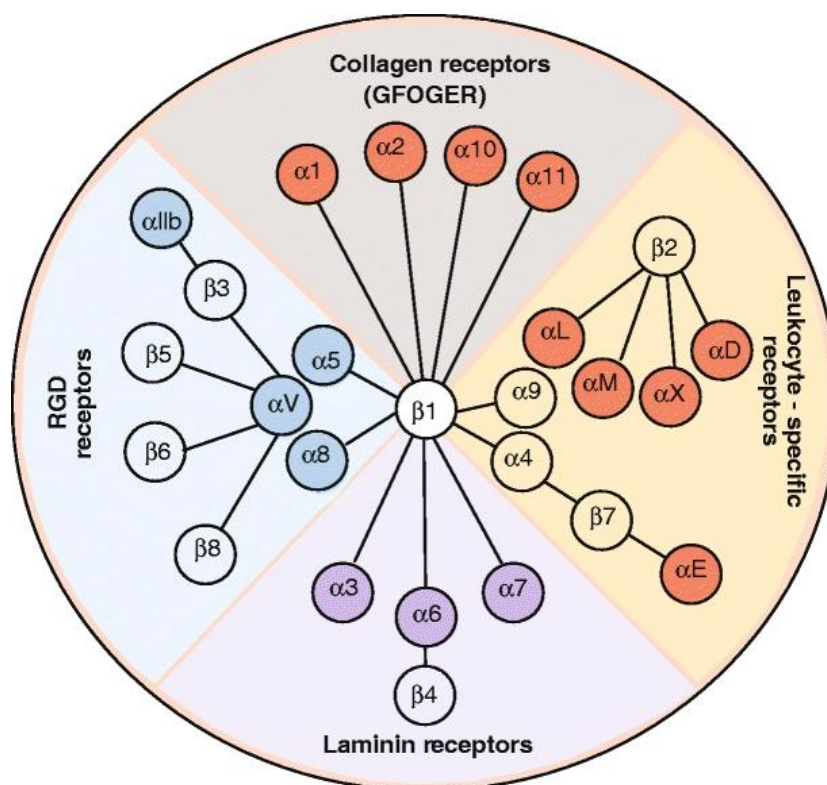 Collagen receptors
(GFOGER)
α1
α2
α10
α11
αIIb
β3
β5
αV
β6
β8
α5
α8
RGD
receptors
β1
β2
αL
αM
αX
αD
α9
α4
β7
αE
Leukocyte - specific
receptors
α3
α6
α7
β4
Laminin receptors